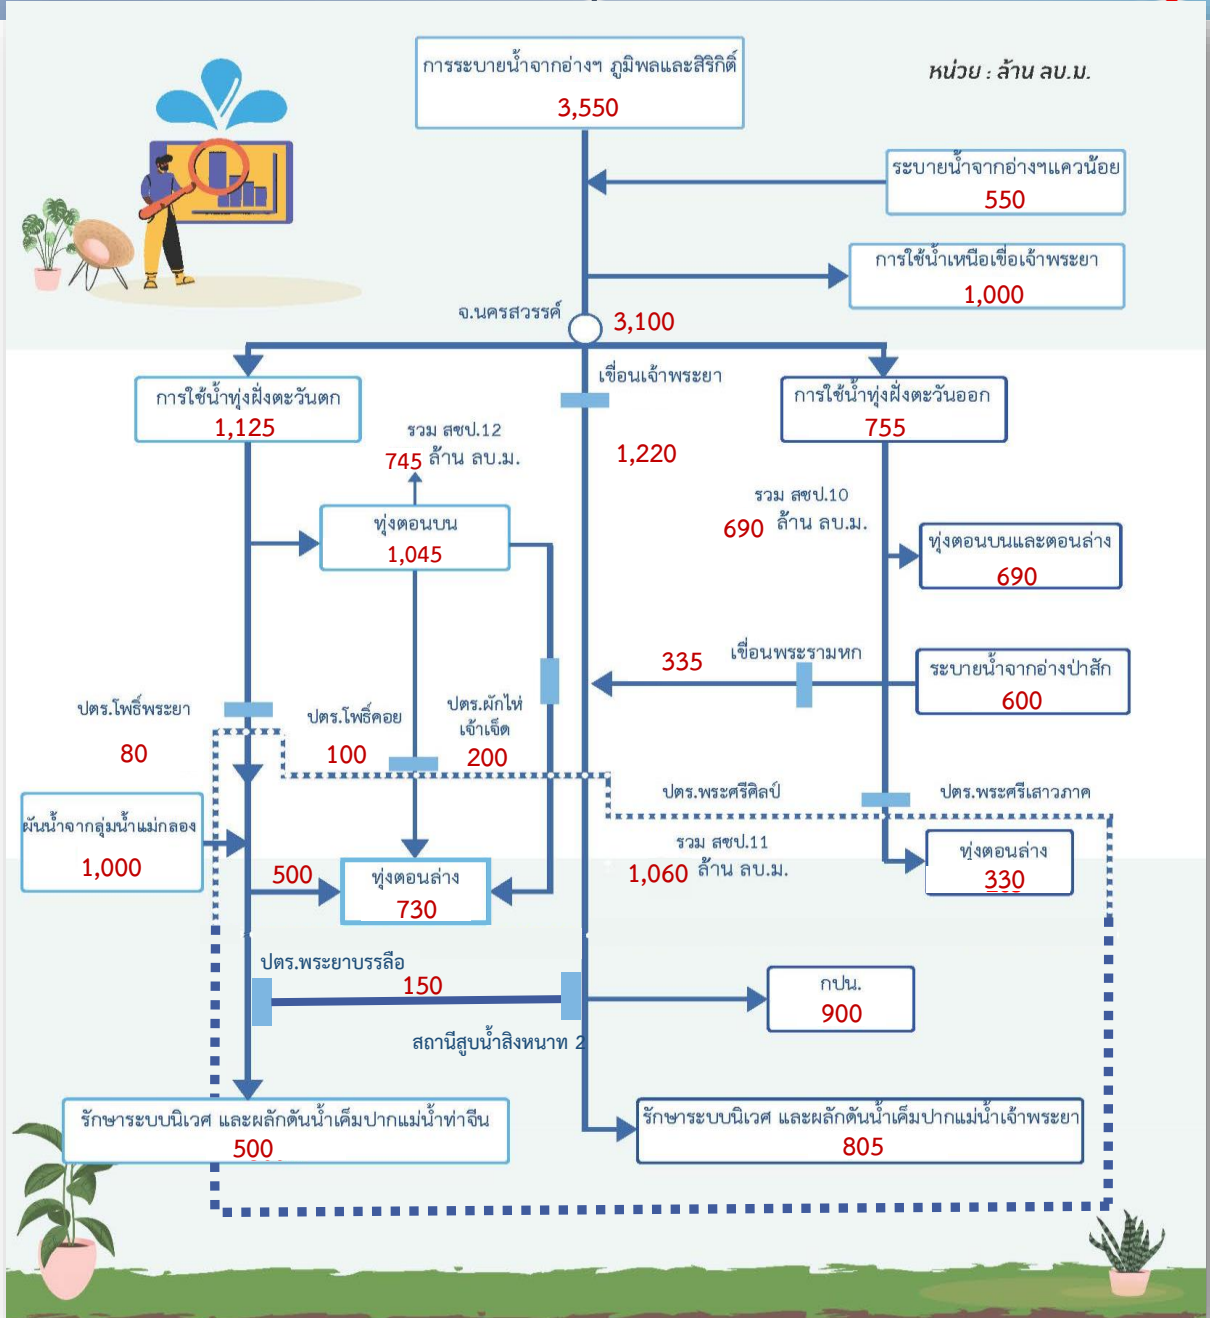 การระบายน้ำจากอ่างฯ ภูมิพลและสิริกิติ์
3,550
หน่วย : ล้าน ลบ.ม.
ระบายน้ำจากอ่างฯแควน้อย
550
การใช้น้ำเหนือเขื่อเจ้าพระยา
1,000
จ.นครสวรรค์
3,100
เขื่อนเจ้าพระยา
1,220
การใช้น้ำทุ่งฝั่งตะวันตก
1,125
การใช้น้ำทุ่งฝั่งตะวันออก
755
รวม สชป.12
745 ล้าน ลบ.ม.
ทุ่งตอนบน
1,045
รวม สชป.10
690 ล้าน ลบ.ม.
ทุ่งตอนบนและตอนล่าง
690
335
เขื่อนพระรามหก
ระบายน้ำจากอ่างป่าสัก
600
ปตร.โพธิ์พระยา
80
ปตร.โพธิ์คอย
100
ปตร.ผักไห่
เจ้าเจ็ด
200
ปตร.พระศรีศิลป์
ปตร.พระศรีเสาวภาค
ผันน้ำจากลุ่มน้ำแม่กลอง
1,000
รวม สชป.11
1,060 ล้าน ลบ.ม.
ทุ่งตอนล่าง
330
500
ทุ่งตอนล่าง
730
ปตร.พระยาบรรลือ
150
สถานีสูบน้ำสิงหนาท 2
กปน.
900
รักษาระบบนิเวศ และผลักดันน้ำเค็มปากแม่น้ำท่าจีน
500
รักษาระบบนิเวศ และผลักดันน้ำเค็มปากแม่น้ำเจ้าพระยา
805